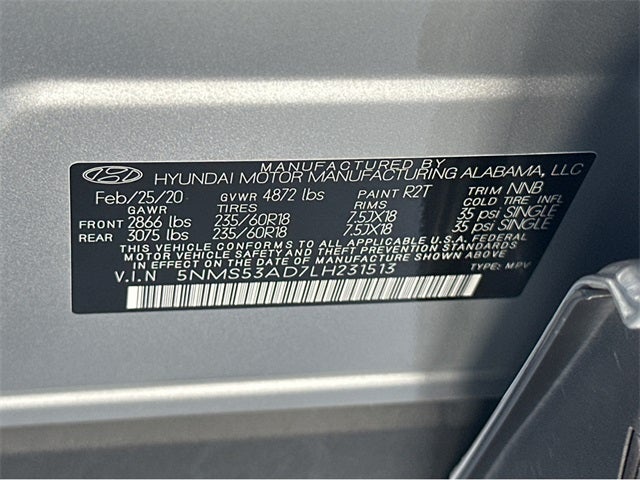 MANUFACTURED BY
HYUNDAI MOTOR MANUFACTURING ALABAMA, LLC
Feb/25/20 GVWR 4872 lbs PAINT R2T TRIM NNB
GAWR TIRES RIMS COLD TIRE INFL
FRONT 2866 lbs 235/60R18 7.5JX18 35 psi SINGLE
REAR 3075 lbs 235/60R18 7.5JX18 35 psi SINGLE
THIS VEHICLE CONFORMS TO ALL APPLICABLE U.S.A. FEDERAL
MOTOR VEHICLE SAFETY AND THEFT PREVENTION STANDARDS
IN EFFECT ON THE DATE OF MANUFACTURE SHOWN ABOVE.
V.I.N 5NMS53AD7LH231513 TYPE: MPV